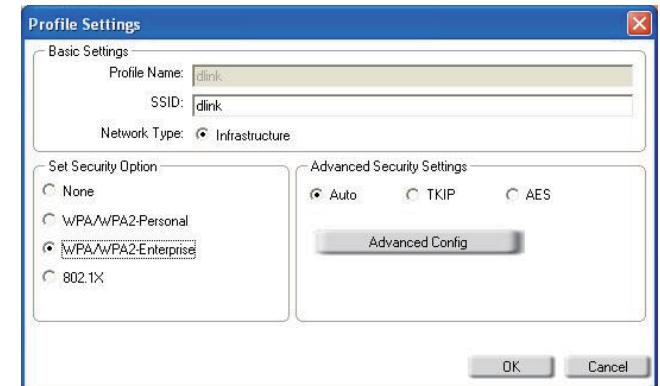 Profile Settings
Basic Settings
Profile Name: dlink
SSID: dlink
Network Type: Infrastructure
Set Security Option
None
WPA/WPA2-Personal
WPA/WPA2-Enterprise
802.1X
Advanced Security Settings
Auto TKIP AES
Advanced Config
OK Cancel